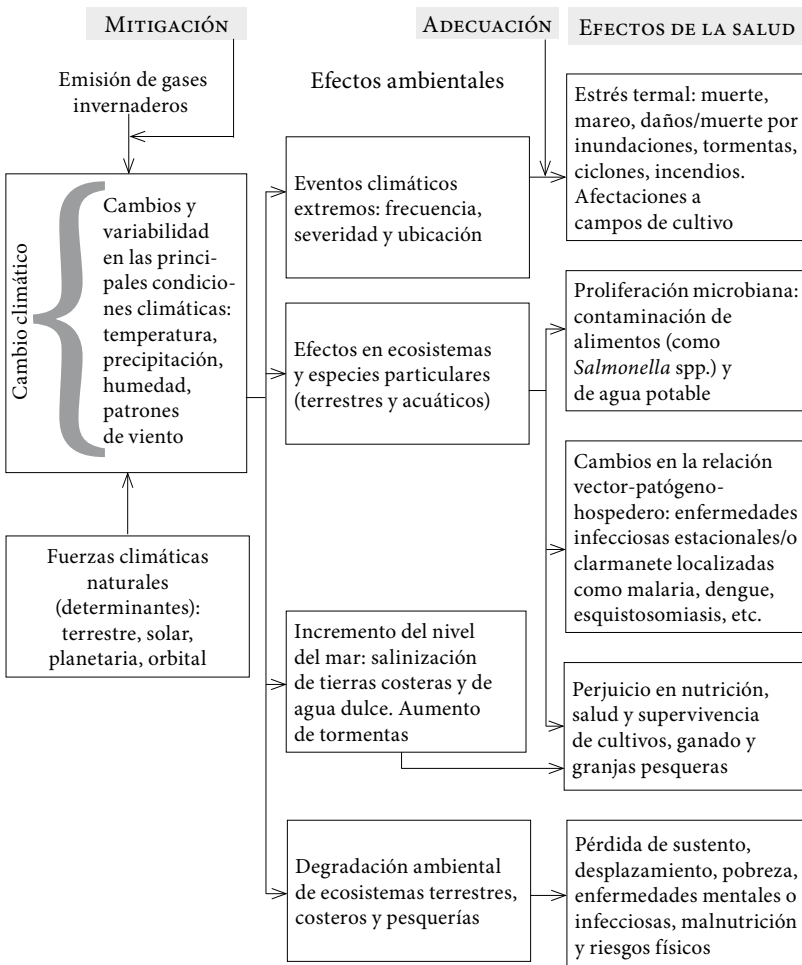 MITIGACIÓN
ADECUACIÓN
EFECTOS DE LA SALUD
Emisión de gases
invernaderos
Efectos ambientales
Cambio climático
Cambios y
variabilidad
en las princi-
pales condicio-
nes climáticas:
temperatura,
precipitación,
humedad,
patrones
de viento
Fuerzas climáticas
naturales
(determinantes):
terrestre, solar,
planetaria, orbital
Eventos climáticos
extremos: frecuencia,
severidad y ubicación
Efectos en ecosistemas
y especies particulares
(terrestres y acuáticos)
Incremento del nivel
del mar: salinización
de tierras costeras y de
agua dulce. Aumento
de tormentas
Degradación ambiental
de ecosistemas terrestres,
costeros y pesquerías
Estrés termal: muerte,
mareo, daños/muerte por
inundaciones, tormentas,
ciclones, incendios.
Afectaciones a
campos de cultivo
Proliferación microbiana:
contaminación de
alimentos (como
Salmonella spp.) y
de agua potable
Cambios en la relación
vector-patógeno-
hospedero: enfermedades
infecciosas estacionales/o
clarmanete localizadas
como malaria, dengue,
esquistosomiasis, etc.
Perjuicio en nutrición,
salud y supervivencia
de cultivos, ganado y
granjas pesqueras
Pérdida de sustento,
desplazamiento, pobreza,
enfermedades mentales o
infecciosas, malnutrición
y riesgos físicos